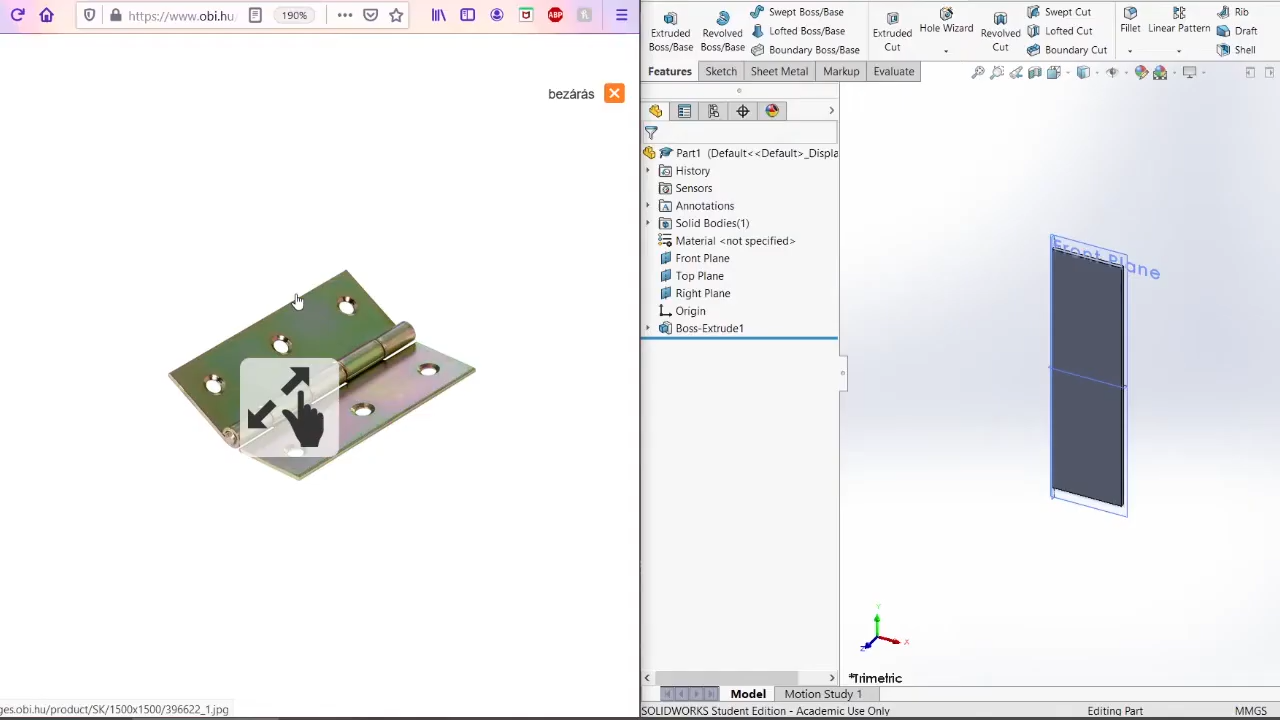 https://www.obi.hu
190%
bezárás
ges.obi.hu/product/SK/1500x1500/396622_1.jpg
Extruded Boss/Base
Revolved Boss/Base
Swept Boss/Base
Lofted Boss/Base
Boundary Boss/Base
Extruded Cut
Hole Wizard
Revolved Cut
Swept Cut
Lofted Cut
Boundary Cut
Fillet
Linear Pattern
Rib
Draft
Shell
Features
Sketch
Sheet Metal
Markup
Evaluate
Part1 (Default<<Default>_Displa
History
Sensors
Annotations
Solid Bodies(1)
Material <not specified>
Front Plane
Top Plane
Right Plane
Origin
Boss-Extrude1
Front Plane
Y
X
Z
*Trimetric
Model
Motion Study 1
SOLIDWORKS Student Edition - Academic Use Only
Editing Part
MMGS
ABP